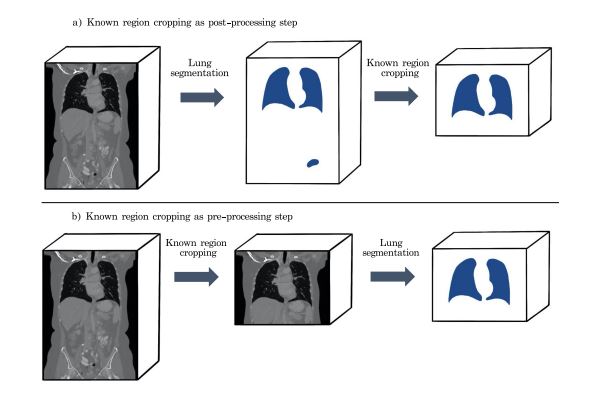 a) Known region cropping as post-processing step
Lung
segmentation
Known region
cropping
b) Known region cropping as pre-processing step
Known region
cropping
Lung
segmentation